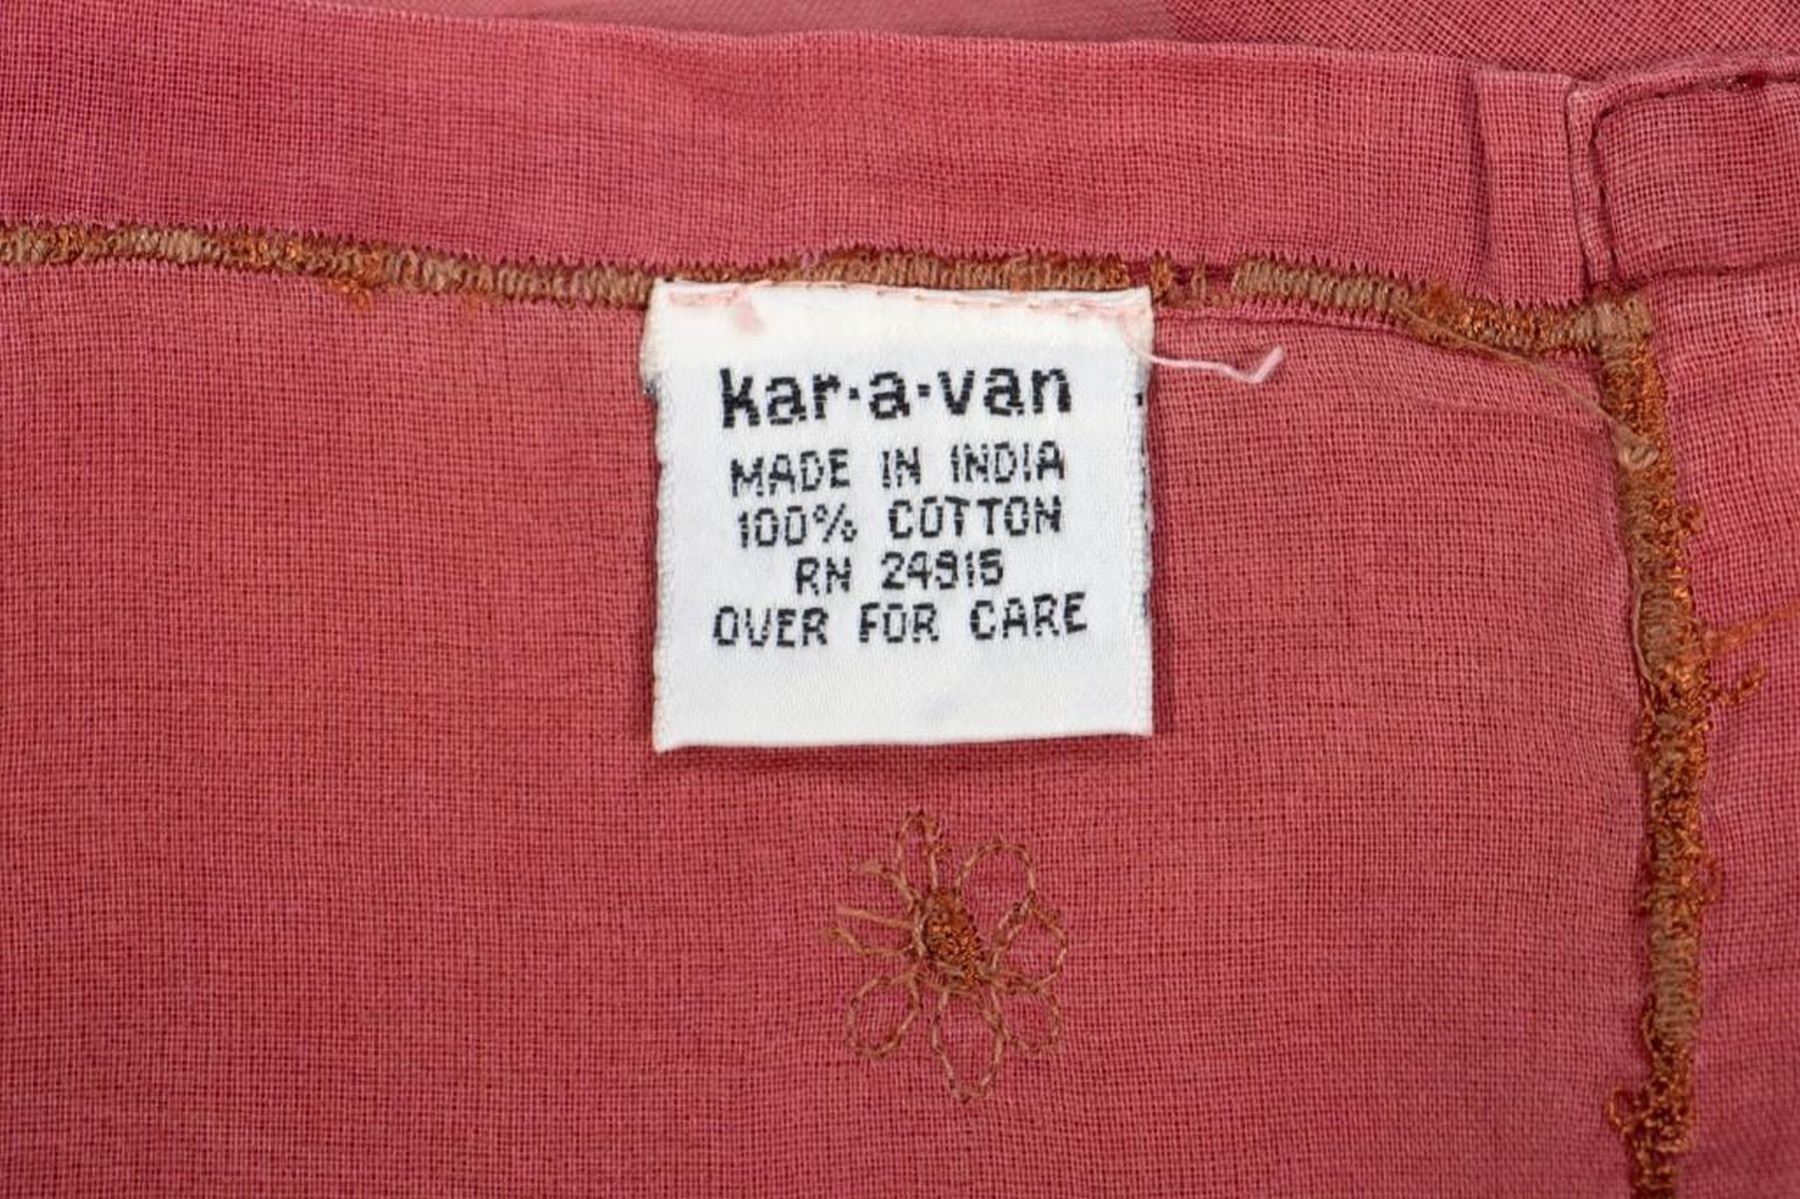 kar·a·van
MADE IN INDIA
100% COTTON
RN 24915
OVER FOR CARE